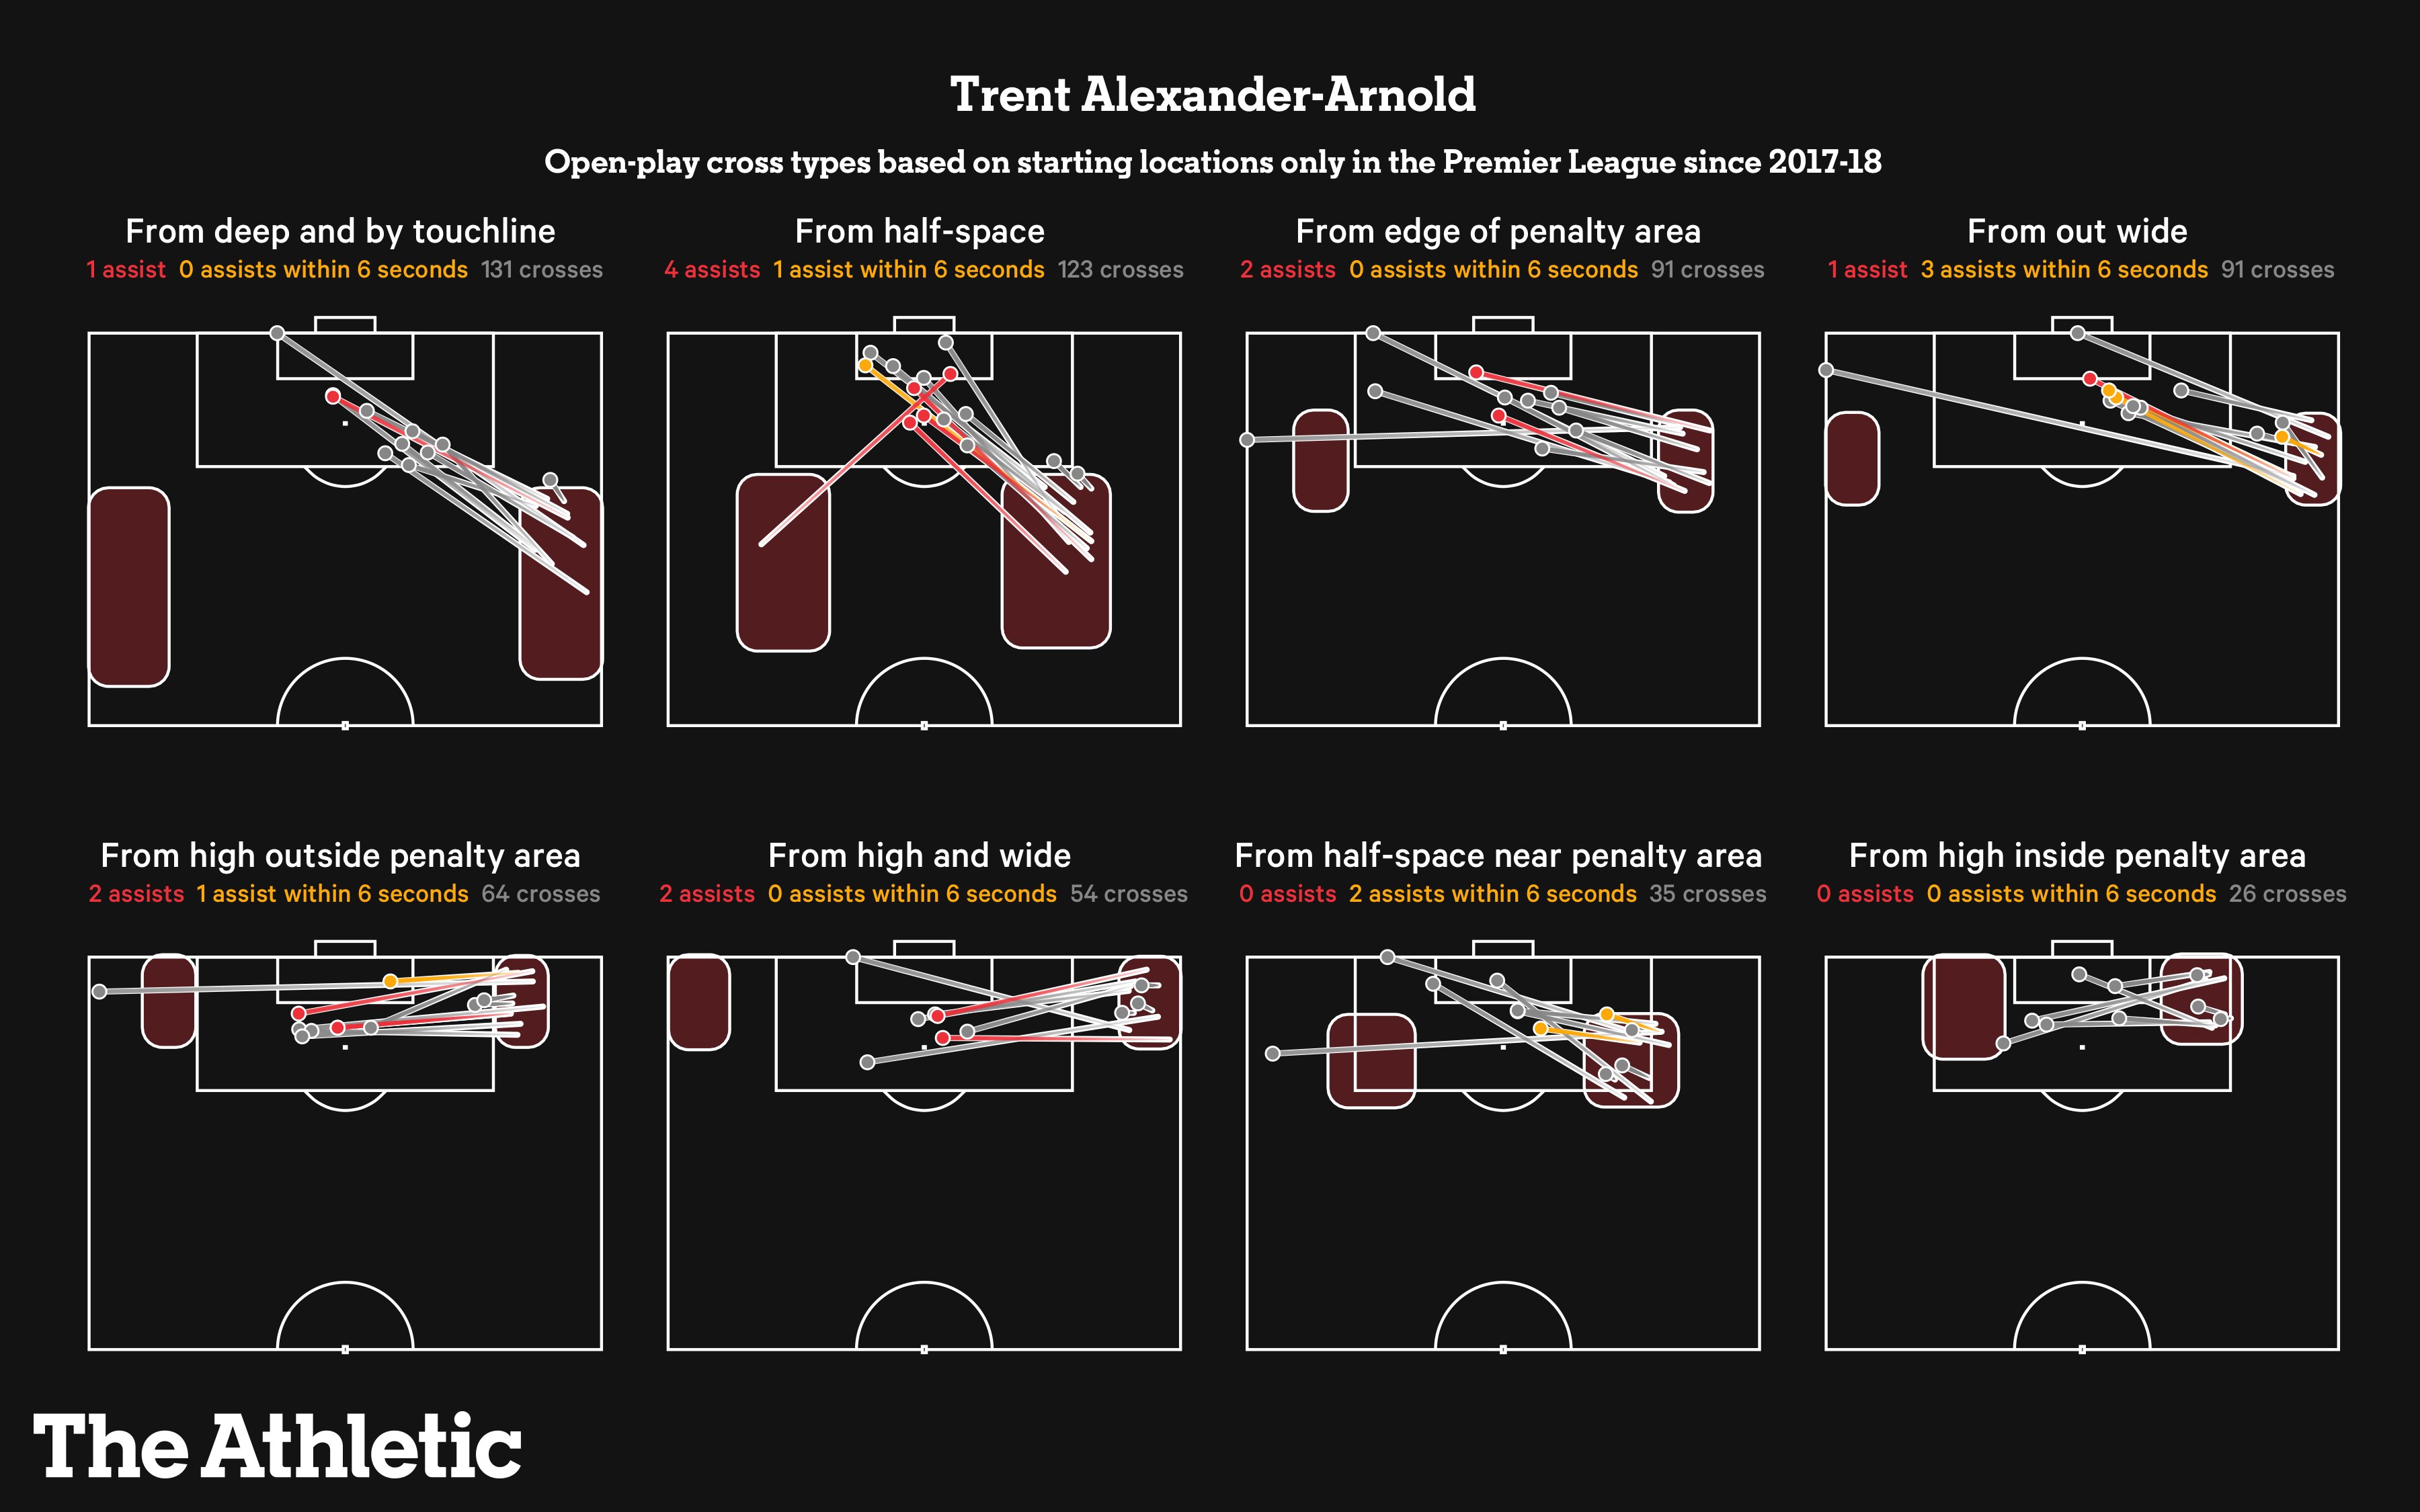 Trent Alexander-Arnold
Open-play cross types based on starting locations only in the Premier League since 2017-18
From deep and by touchline
1 assist 0 assists within 6 seconds 131 crosses
From half-space
4 assists 1 assist within 6 seconds 123 crosses
From edge of penalty area
2 assists 0 assists within 6 seconds 91 crosses
From out wide
1 assist 3 assists within 6 seconds 91 crosses
From high outside penalty area
2 assists 1 assist within 6 seconds 64 crosses
From high and wide
2 assists 0 assists within 6 seconds 54 crosses
From half-space near penalty area
0 assists 2 assists within 6 seconds 35 crosses
From high inside penalty area
0 assists 0 assists within 6 seconds 26 crosses
The Athletic